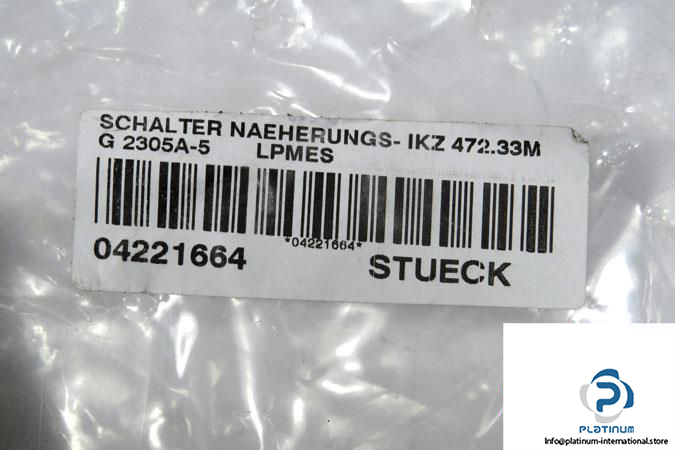 SCHALTER NAEHERUNGS- IKZ 472.33M
G 2305A-5 LPMES
*04221664*
04221664 STUECK
PLATINUM
Info@platinum-international.store